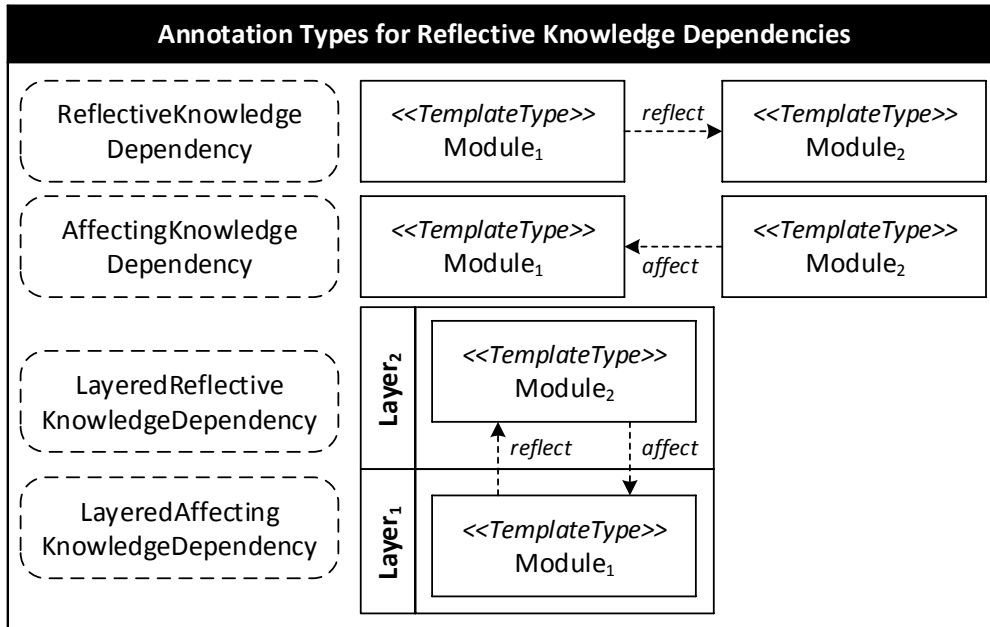 Annotation Types for Reflective Knowledge Dependencies
ReflectiveKnowledge
Dependency
<<TemplateType>>
Module₁
reflect
<<TemplateType>>
Module₂
AffectingKnowledge
Dependency
<<TemplateType>>
Module₁
affect
<<TemplateType>>
Module₂
LayeredReflective
KnowledgeDependency
Layer₂
<<TemplateType>>
Module₂
reflect
affect
LayeredAffecting
KnowledgeDependency
Layer₁
<<TemplateType>>
Module₁